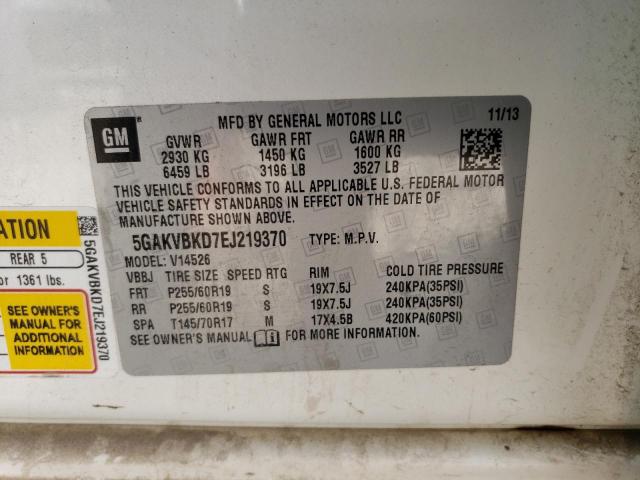 MFD BY GENERAL MOTORS LLC 11/13
GM
GVWR GAWR FRT GAWR RR
2930 KG 1450 KG 1600 KG
6459 LB 3196 LB 3527 LB
THIS VEHICLE CONFORMS TO ALL APPLICABLE U.S. FEDERAL MOTOR
VEHICLE SAFETY STANDARDS IN EFFECT ON THE DATE OF
MANUFACTURE SHOWN ABOVE.
5GAKVBKD7EJ219370 TYPE: M.P.V.
MODEL: V14526
VBBJ TIRE SIZE SPEED RTG RIM COLD TIRE PRESSURE
FRT P255/60R19 S 19X7.5J 240KPA(35PSI)
RR P255/60R19 S 19X7.5J 240KPA(35PSI)
SPA T145/70R17 M 17X4.5B 420KPA(60PSI)
SEE OWNER'S MANUAL FOR MORE INFORMATION.
ATION
REAR 5
r 1361 lbs.
SEE OWNER'S
MANUAL FOR
ADDITIONAL
INFORMATION
5GAKVBKD7EJ219370